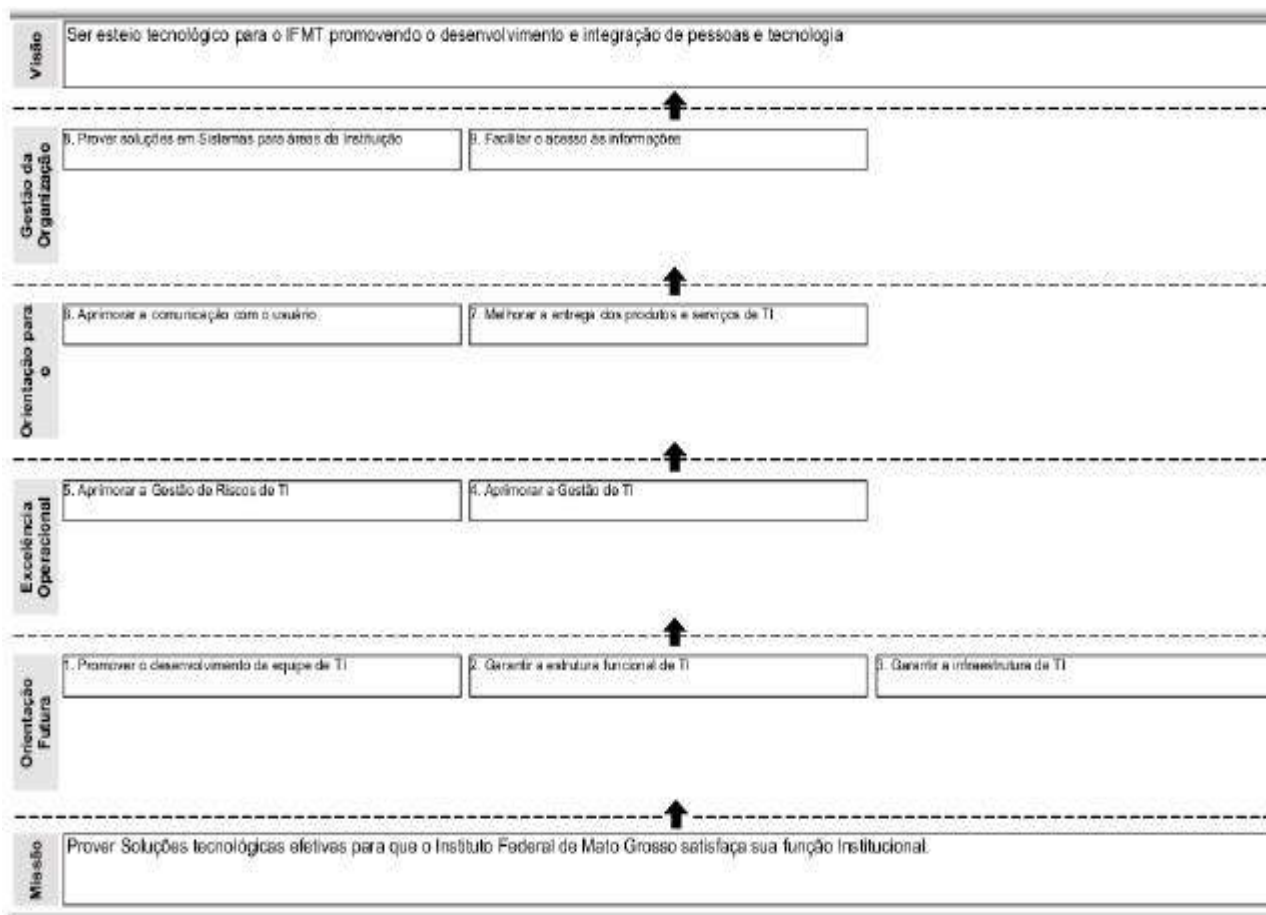 Visão
Ser esteio tecnológico para o IFMT promovendo o desenvolvimento e integração de pessoas e tecnologia
Gestão da
Organização
8. Prover soluções em Sistemas para áreas da Instituição
9. Facilitar o acesso às informações
Orientação para
o
6. Aprimorar a comunicação com o usuário
7. Melhorar a entrega dos produtos e serviços de TI
Excelência
Operacional
5. Aprimorar a Gestão de Riscos de TI
4. Aprimorar a Gestão de TI
Orientação
Futura
1. Promover o desenvolvimento da equipe de TI
2. Garantir a estrutura funcional de TI
3. Garantir a infraestrutura de TI
Missão
Prover Soluções tecnológicas efetivas para que o Instituto Federal de Mato Grosso satisfaça sua função Institucional.